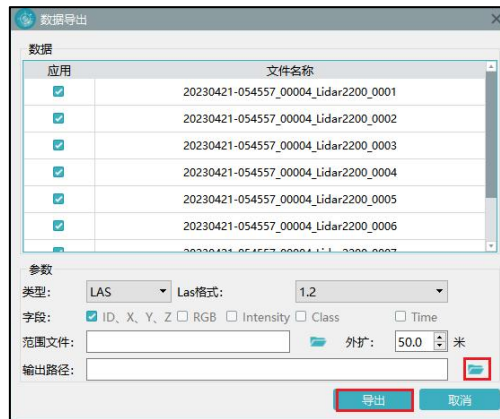 数据导出
数据
应用 文件名称
20230421-054557_00004_Lidar2200_0001
20230421-054557_00004_Lidar2200_0002
20230421-054557_00004_Lidar2200_0003
20230421-054557_00004_Lidar2200_0004
20230421-054557_00004_Lidar2200_0005
20230421-054557_00004_Lidar2200_0006
参数
类型: LAS Las格式: 1.2
字段: ID、X、Y、Z RGB Intensity Class Time
范围文件: 外扩: 50.0 米
输出路径:
导出 取消